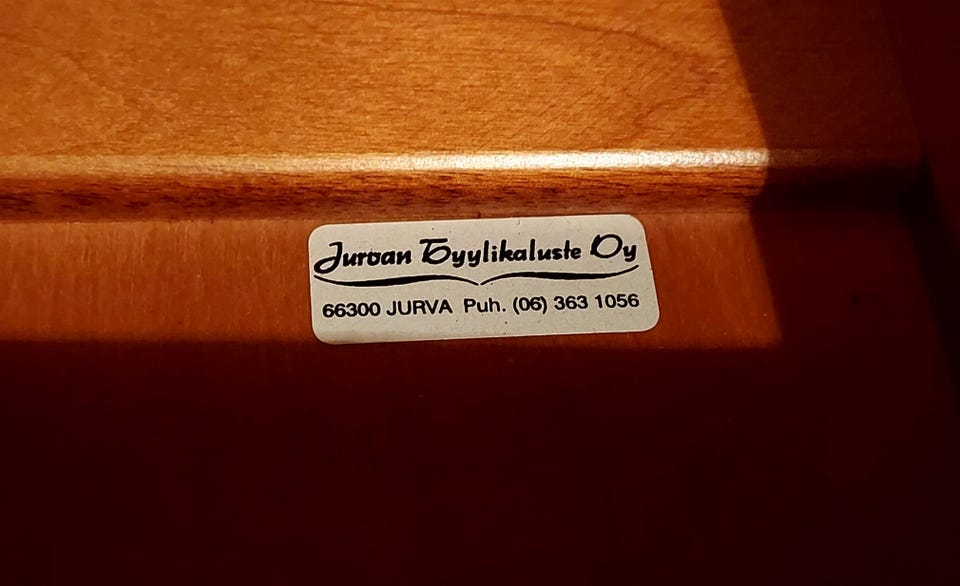 Jurvan Tyylikaluste Oy
66300 JURVA Puh. (06) 363 1056